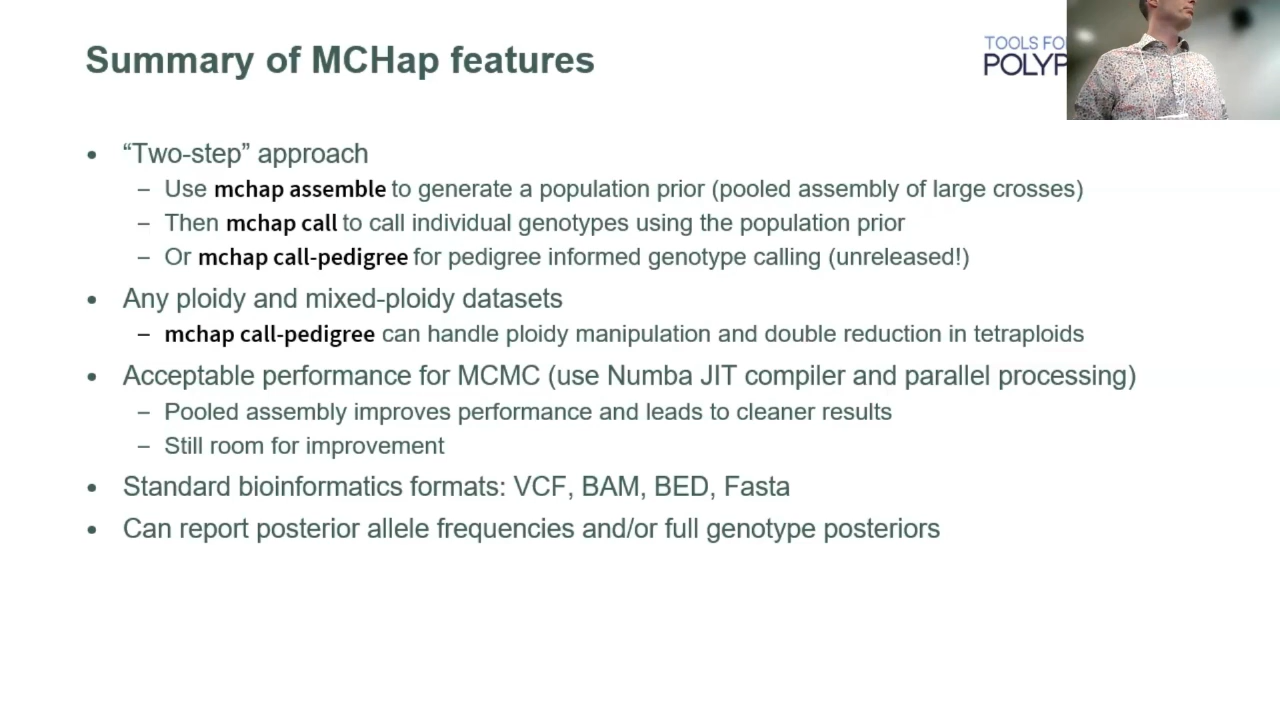 Summary of MCHap features
TOOLS FO
POLYP
• “Two-step” approach
– Use mchap assemble to generate a population prior (pooled assembly of large crosses)
– Then mchap call to call individual genotypes using the population prior
– Or mchap call-pedigree for pedigree informed genotype calling (unreleased!)
• Any ploidy and mixed-ploidy datasets
– mchap call-pedigree can handle ploidy manipulation and double reduction in tetraploids
• Acceptable performance for MCMC (use Numba JIT compiler and parallel processing)
– Pooled assembly improves performance and leads to cleaner results
– Still room for improvement
• Standard bioinformatics formats: VCF, BAM, BED, Fasta
• Can report posterior allele frequencies and/or full genotype posteriors